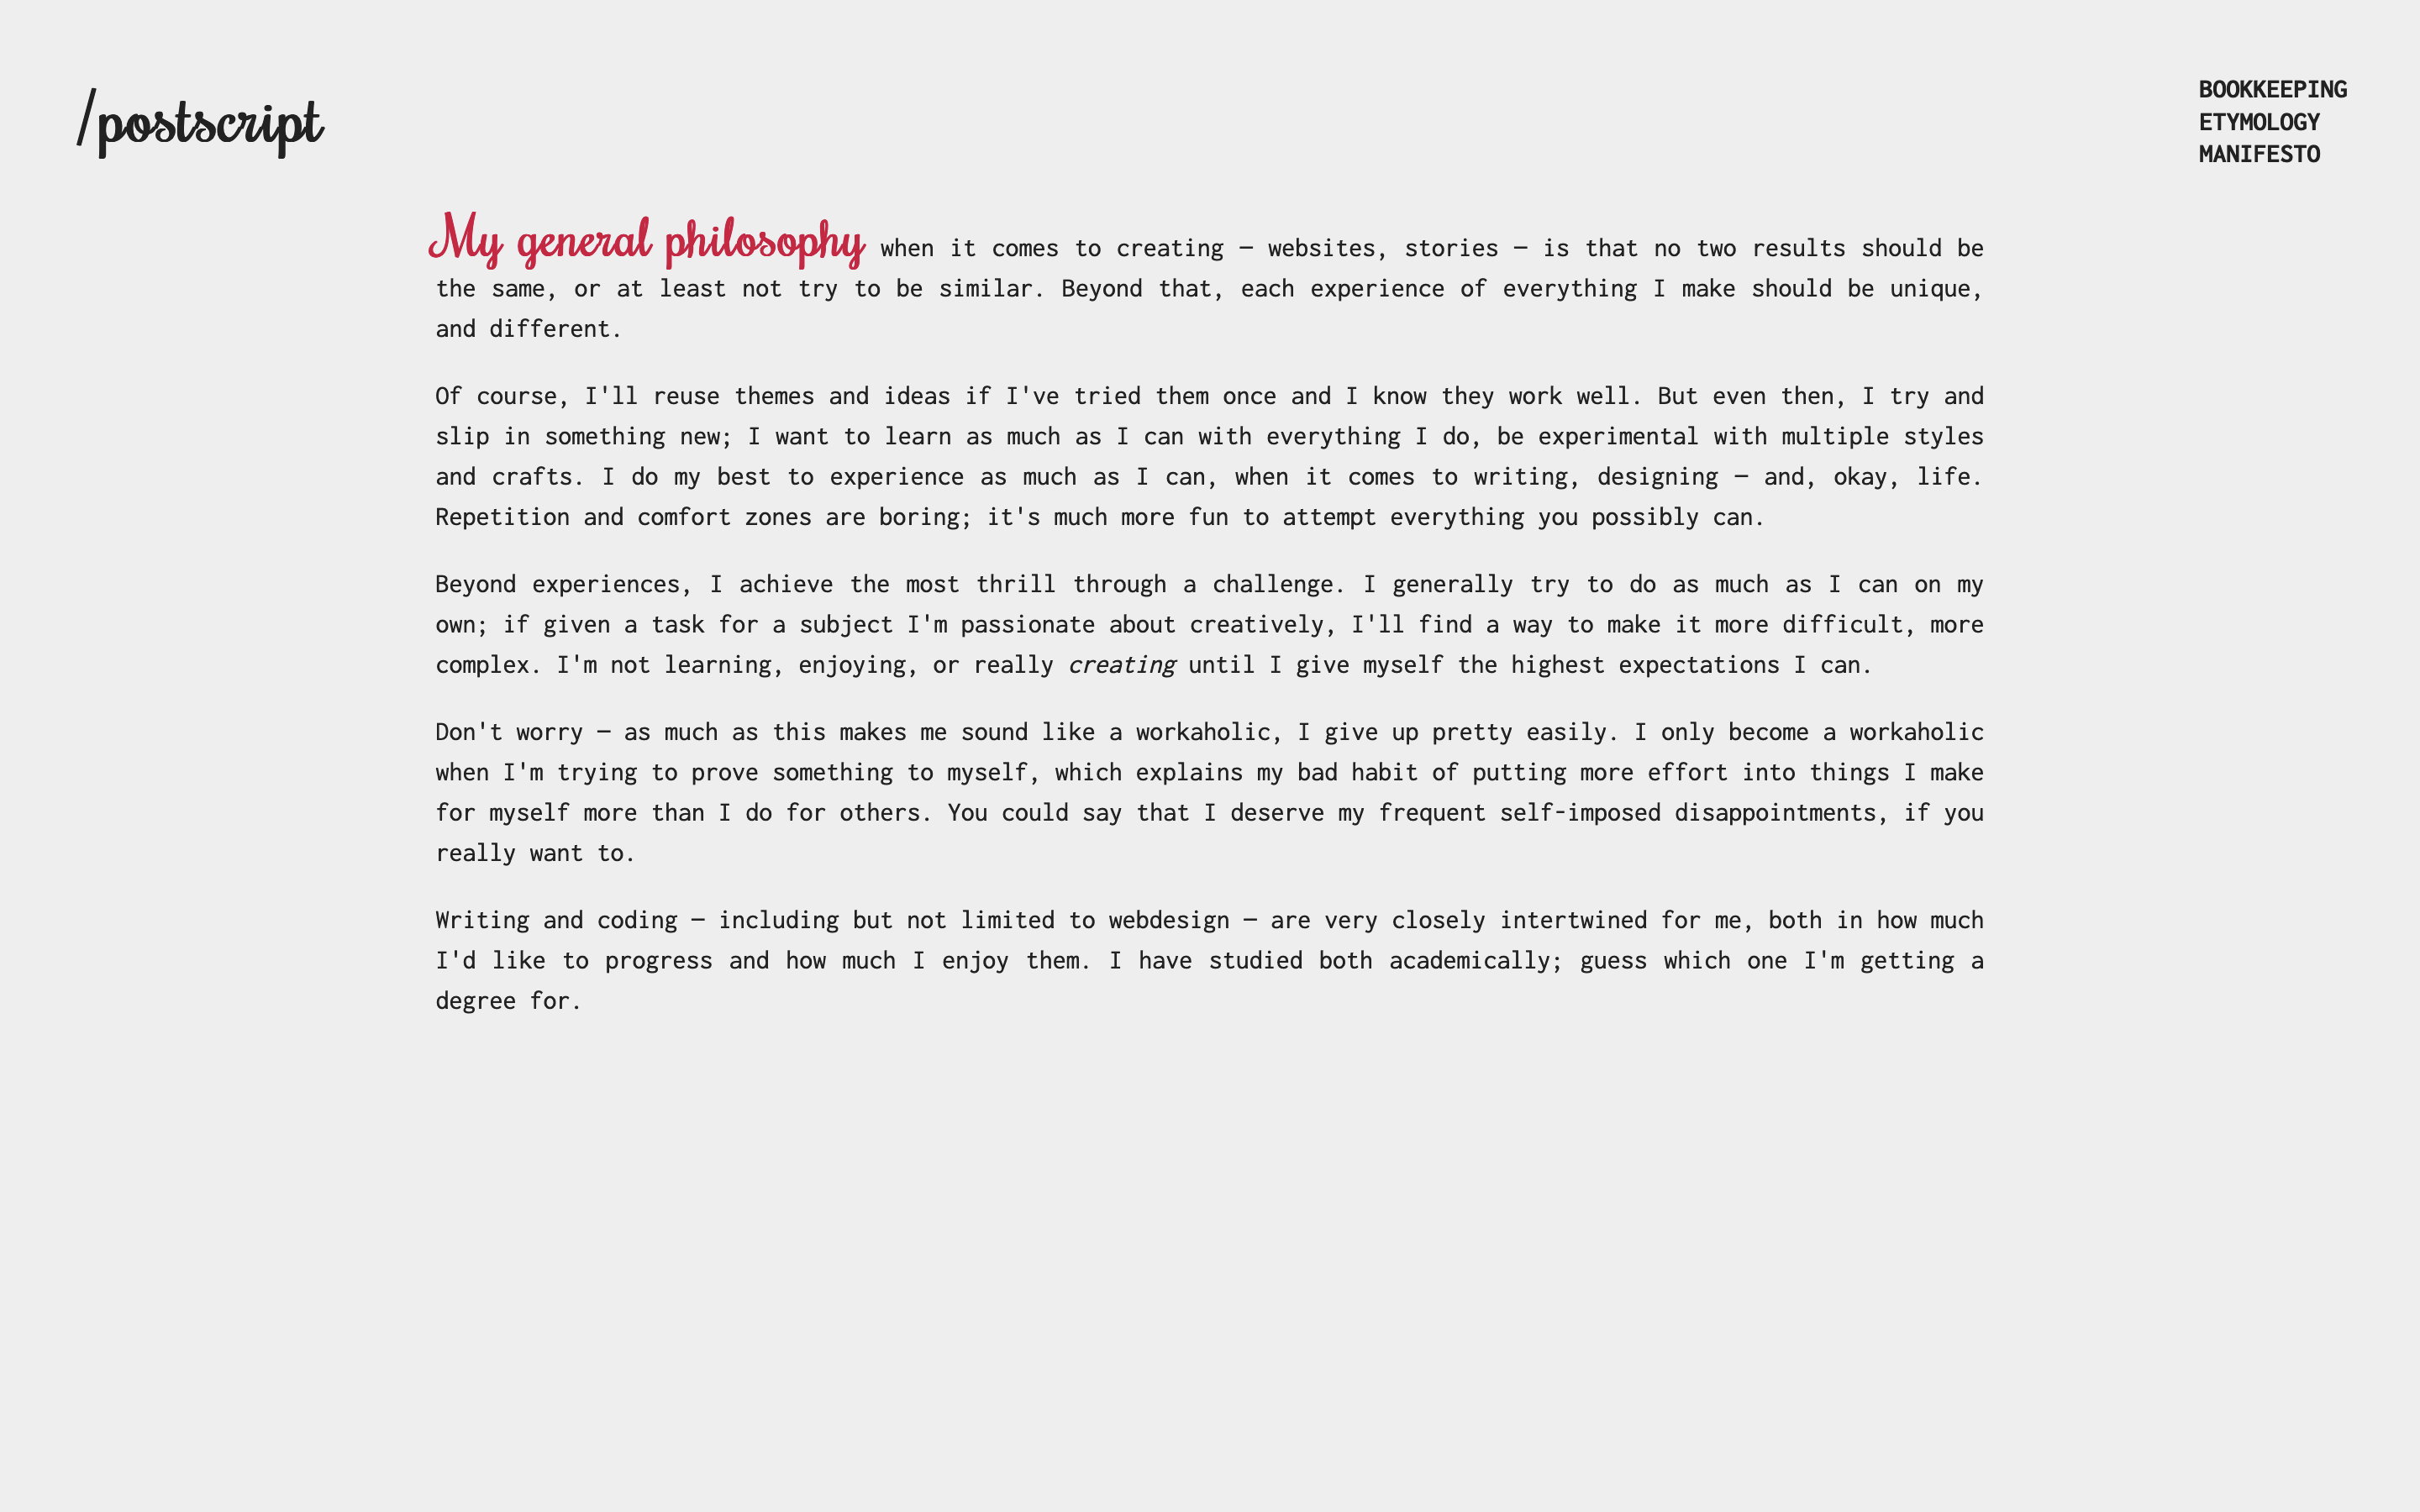 /postscript
BOOKKEEPING
ETYMOLOGY
MANIFESTO
My general philosophy when it comes to creating — websites, stories — is that no two results should be
the same, or at least not try to be similar. Beyond that, each experience of everything I make should be unique,
and different.
Of course, I'll reuse themes and ideas if I've tried them once and I know they work well. But even then, I try and
slip in something new; I want to learn as much as I can with everything I do, be experimental with multiple styles
and crafts. I do my best to experience as much as I can, when it comes to writing, designing — and, okay, life.
Repetition and comfort zones are boring; it's much more fun to attempt everything you possibly can.
Beyond experiences, I achieve the most thrill through a challenge. I generally try to do as much as I can on my
own; if given a task for a subject I'm passionate about creatively, I'll find a way to make it more difficult, more
complex. I'm not learning, enjoying, or really creating until I give myself the highest expectations I can.
Don't worry — as much as this makes me sound like a workaholic, I give up pretty easily. I only become a workaholic
when I'm trying to prove something to myself, which explains my bad habit of putting more effort into things I make
for myself more than I do for others. You could say that I deserve my frequent self-imposed disappointments, if you
really want to.
Writing and coding — including but not limited to webdesign — are very closely intertwined for me, both in how much
I'd like to progress and how much I enjoy them. I have studied both academically; guess which one I'm getting a
degree for.